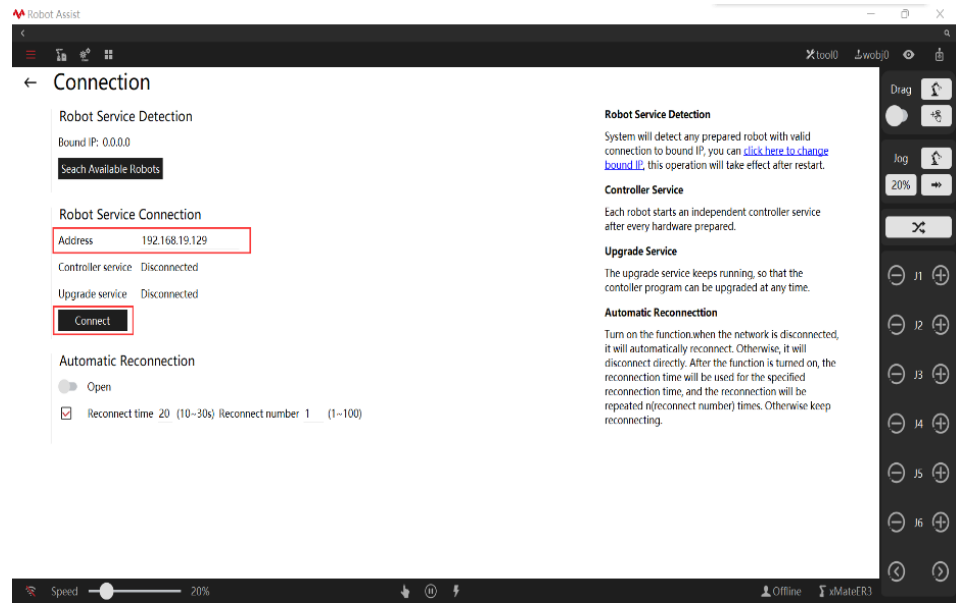 Robot Assist
tool0 wobj0
Connection
Robot Service Detection
Bound IP: 0.0.0.0
Seach Available Robots
Robot Service Connection
Address 192.168.19.129
Controller service Disconnected
Upgrade service Disconnected
Connect
Automatic Reconnection
Open
Reconnect time 20 (10~30s) Reconnect number 1 (1~100)
Robot Service Detection
System will detect any prepared robot with valid
connection to bound IP, you can click here to change
bound IP, this operation will take effect after restart.
Controller Service
Each robot starts an independent controller service
after every hardware prepared.
Upgrade Service
The upgrade service keeps running, so that the
contoller program can be upgraded at any time.
Automatic Reconnecttion
Turn on the function.when the network is disconnected,
it will automatically reconnect. Otherwise, it will
disconnect directly. After the function is turned on, the
reconnection time will be used for the specified
reconnection time, and the reconnection will be
repeated n(reconnect number) times. Otherwise keep
reconnecting.
Drag
Jog
20%
J1
J2
J3
J4
J5
J6
Speed 20%
Offline xMateER3